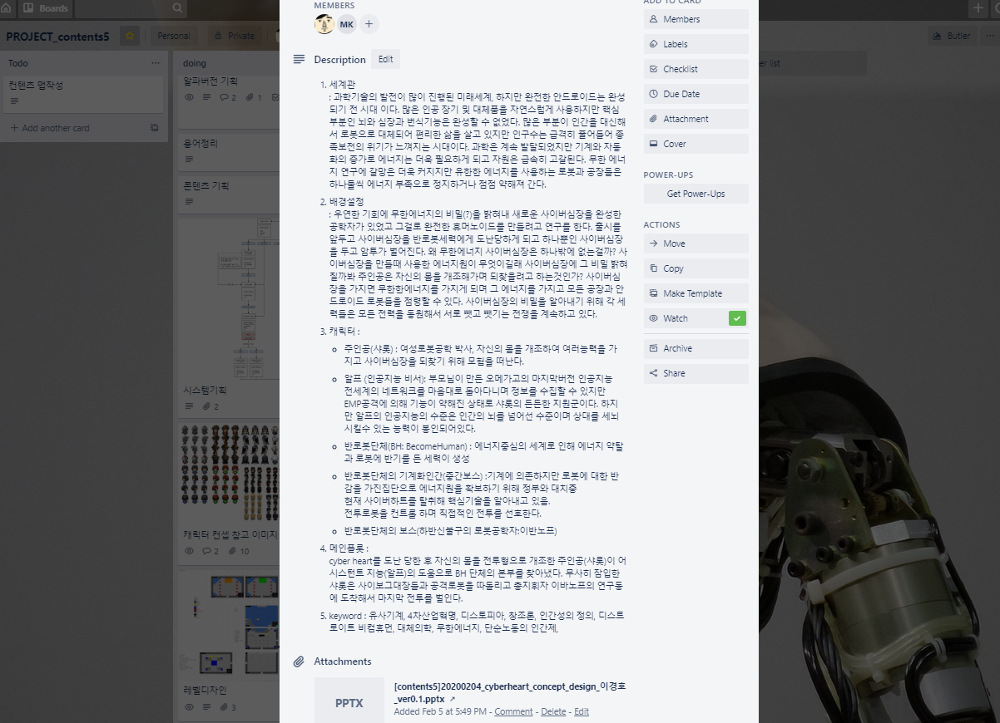 Boards
PROJECT_contents5
Personal
Private
Butler
er list
Todo
컨텐츠 맵작성
+ Add another card
doing
알파버전 기획
2
1
용어정리
콘텐츠 기획
시스템기획
2
캐릭터 컨셉 참고 이미지
2
10
레벨디자인
3
MEMBERS
MK
Description
Edit
1. 세계관
: 과학기술의 발전이 많이 진행된 미래세계, 하지만 완전한 안드로이드는 완성
되기 전 시대 이다. 많은 인공 장기 및 대체품을 자연스럽게 사용하지만 핵심
부분인 뇌와 심장과 번식기능은 완성할 수 없었다. 많은 부분이 인간을 대신해
서 로봇으로 대체되어 편리한 삶을 살고 있지만 인구수는 급격히 줄어들어 종
족보전의 위기가 느껴지는 시대이다. 과학은 계속 발달되었지만 기계와 자동
화의 증가로 에너지는 더욱 필요하게 되고 자원은 급속히 고갈된다. 무한 에너
지 연구에 갈망은 더욱 커지지만 유한한 에너지를 사용하는 로봇과 공장들은
하나둘씩 에너지 부족으로 정지하거나 점점 약해져 간다.
2. 배경설정
: 우연한 기회에 무한에너지의 비밀(?)을 밝혀내 새로운 사이버심장을 완성한
공학자가 있었고 그걸로 완전한 휴머노이드를 만들려고 연구를 한다. 출시를
앞두고 사이버심장을 반로봇세력에게 도난당하게 되고 하나뿐인 사이버심장
을 두고 암투가 벌어진다. 왜 무한에너지 사이버심장은 하나밖에 없는걸까? 사
이버심장을 만들때 사용한 에너지원이 무엇이길래 사이버심장에 그 비밀 밝혀
질까봐 주인공은 자신의 몸을 개조해가며 되찾을려고 하는것인가? 사이버심
장을 가지면 무한한에너지를 가지게 되며 그 에너지를 가지고 모든 공장과 안
드로이드 로봇들을 점령할 수 있다. 사이버심장의 비밀을 알아내기 위해 각 세
력들은 모든 전력을 동원해서 서로 뺏고 뺏기는 전쟁을 계속하고 있다.
3. 캐릭터 :
주인공(샤롯) : 여성로봇공학 박사, 자신의 몸을 개조하여 여러능력을 가
지고 사이버심장을 되찾기 위해 모험을 떠난다.
알프 (인공지능 비서): 부모님이 만든 오메가고의 마지막버전 인공지능
전세계의 네트워크를 마음대로 돌아다니며 정보를 수집할 수 있지만
EMP공격에 의해 기능이 약해진 상태로 샤롯의 든든한 지원군이다. 하지
만 알프의 인공지능의 수준은 인간의 뇌를 넘어선 수준이며 상대를 세뇌
시킬수 있는 능력이 봉인되어있다.
반로봇단체(BH: BecomeHuman) : 에너지중심의 세계로 인해 에너지 약탈
과 로봇에 반기를 든 세력이 생성
반로봇단체의 기계화인간(중간보스) :기계에 의존하지만 로봇에 대한 반
감을 가진집단으로 에너지원을 확보하기 위해 정부와 대치중
현재 사이버하트를 탈취해 핵심기술을 알아내고 있음.
전투로봇을 컨트롤 하며 직접적인 전투를 선호한다.
반로봇단체의 보스(하반신불구의 로봇공학자:이반노프)
4. 메인플롯 :
cyber heart를 도난 당한 후 자신의 몸을 전투형으로 개조한 주인공(샤롯)이 어
시스턴트 지능(알프)의 도움으로 BH 단체의 본부를 찾아냈다. 무사히 잠입한
샤롯은 사이보그대장들과 공격로봇을 따돌리고 총지휘자 이바노프의 연구동
에 도착해서 마지막 전투를 벌인다.
5. keyword : 유사기계, 4차산업혁명, 디스토피아, 창조론, 인간성의 정의, 디스트
로이트 비컴휴먼, 대체의학, 무한에너지, 단순노동의 인간제,
Attachments
PPTX
[contents5]20200204_cyberheart_concept_design_이경호
_ver0.1.pptx ↗
Added Feb 5 at 5:49 PM - Comment - Delete - Edit
ADD TO CARD
Members
Labels
Checklist
Due Date
Attachment
Cover
POWER-UPS
Get Power-Ups
ACTIONS
Move
Copy
Make Template
Watch
Archive
Share